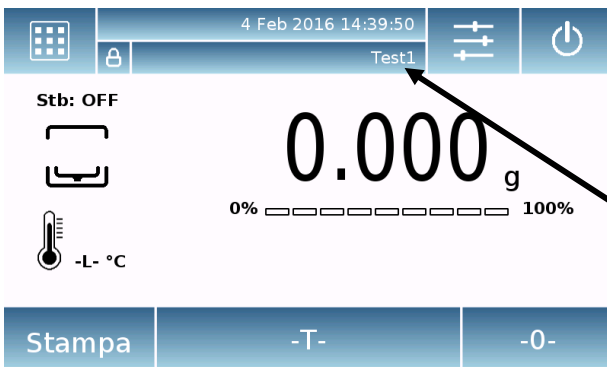 4 Feb 2016 14:39:50
Test1
Stb: OFF
0.000 g
0% 100%
-L- °C
Stampa -T- -0-